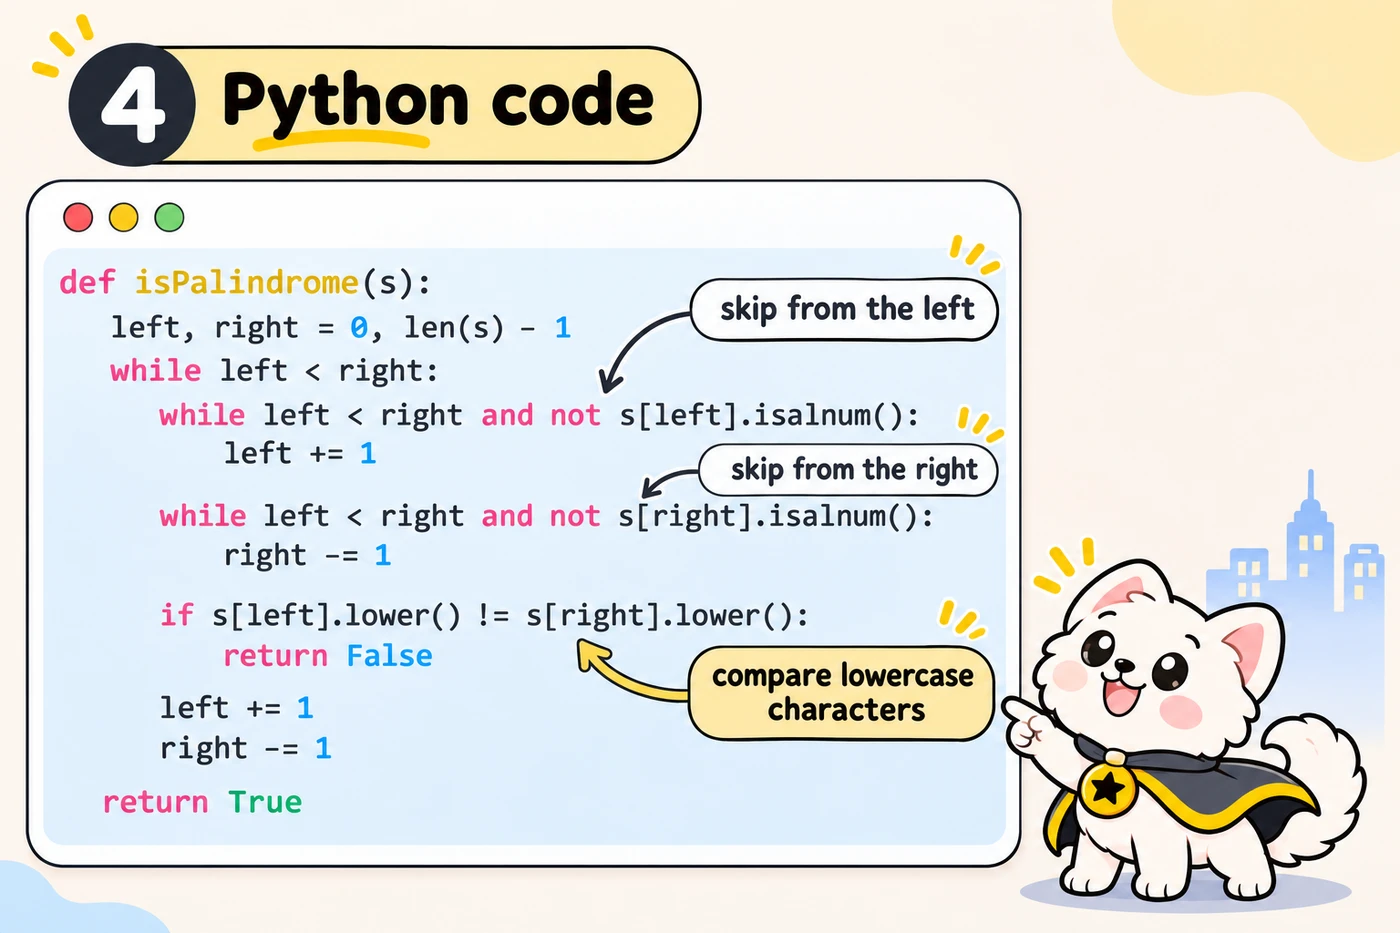 4 Python code
def isPalindrome(s):
left, right = 0, len(s) – 1
while left < right:
while left < right and not s[left].isalnum():
left += 1
while left < right and not s[right].isalnum():
right –= 1
if s[left].lower() != s[right].lower():
return False
left += 1
right –= 1
return True
skip from the left
skip from the right
compare lowercase
characters